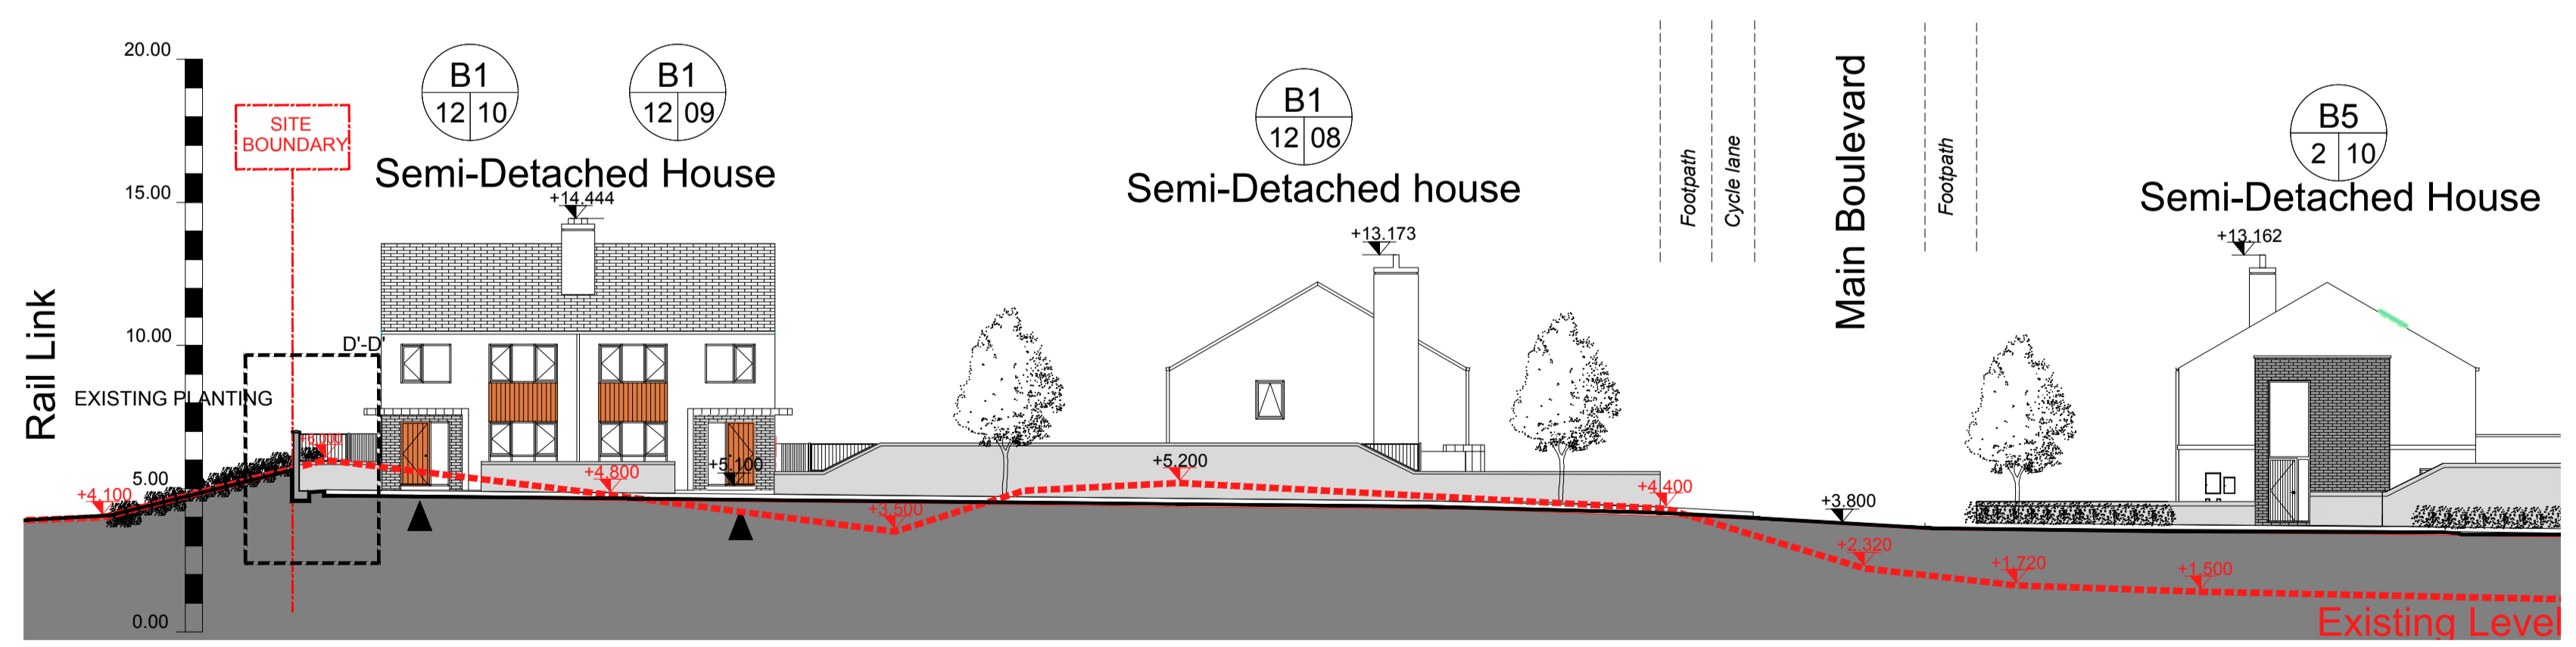 20.00
15.00
10.00
5.00
0.00
Rail Link
SITE
BOUNDARY
EXISTING PLANTING
D'-D'
B1
12 10
B1
12 09
Semi-Detached House
+14.444
B1
12 08
Semi-Detached house
+13.173
Footpath
Cycle lane
Main Boulevard
Footpath
B5
2 10
Semi-Detached House
+13.162
+4.100
+6.000
+4.800
+5.100
+3.500
+5.200
+4.400
+3.800
+2.320
+1.720
+1.500
Existing Level